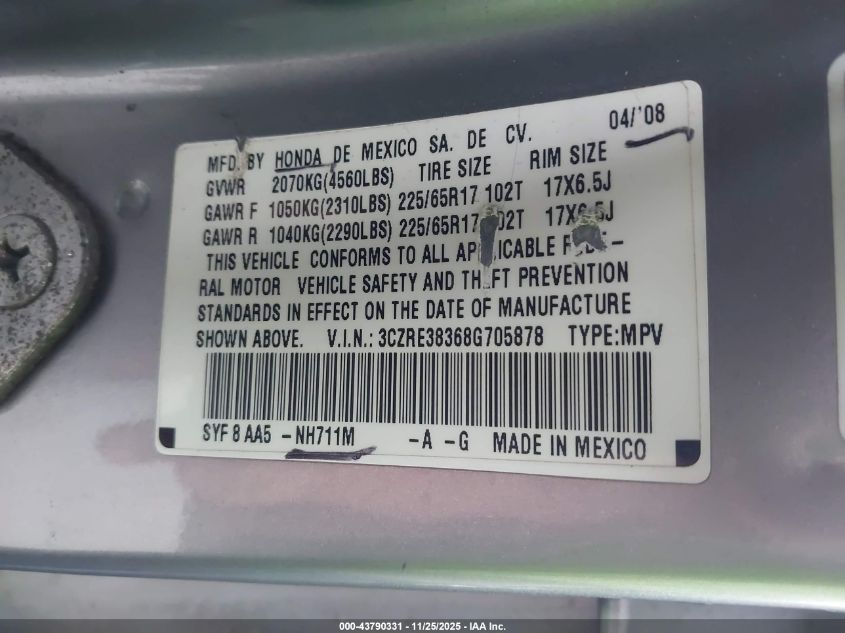 MFD. BY HONDA DE MEXICO SA. DE CV. 04/'08
GVWR 2070KG(4560LBS) TIRE SIZE RIM SIZE
GAWR F 1050KG(2310LBS) 225/65R17 102T 17X6.5J
GAWR R 1040KG(2290LBS) 225/65R17 17X6.5J
THIS VEHICLE CONFORMS TO ALL
RAL MOTOR VEHICLE SAFETY AND THEFT PREVENTION
STANDARDS IN EFFECT ON THE DATE OF MANUFACTURE
SHOWN ABOVE. V.I.N.: 3CZRE38368G705878 TYPE:MPV
SYF 8 AA5 -NH711M -A -G MADE IN MEXICO
000-43790331 - 11/25/2025 - IAA Inc.